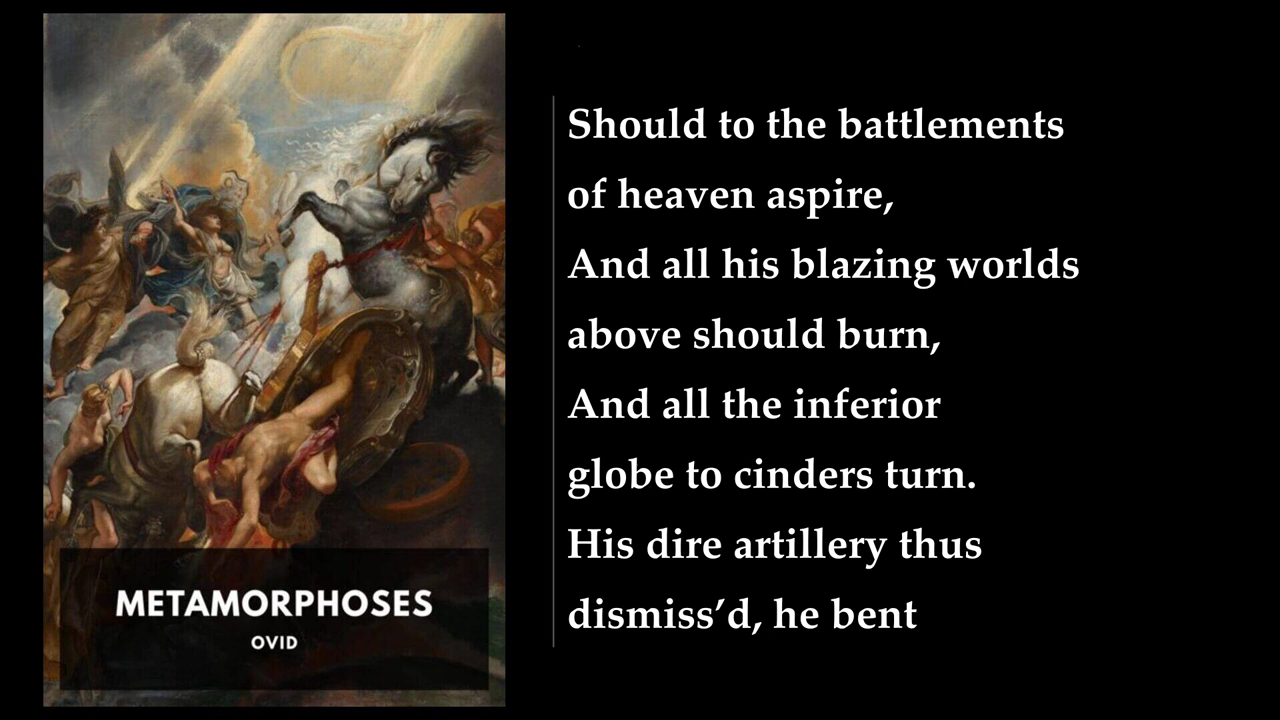 METAMORPHOSES
OVID
Should to the battlements
of heaven aspire,
And all his blazing worlds
above should burn,
And all the inferior
globe to cinders turn.
His dire artillery thus
dismiss’d, he bent